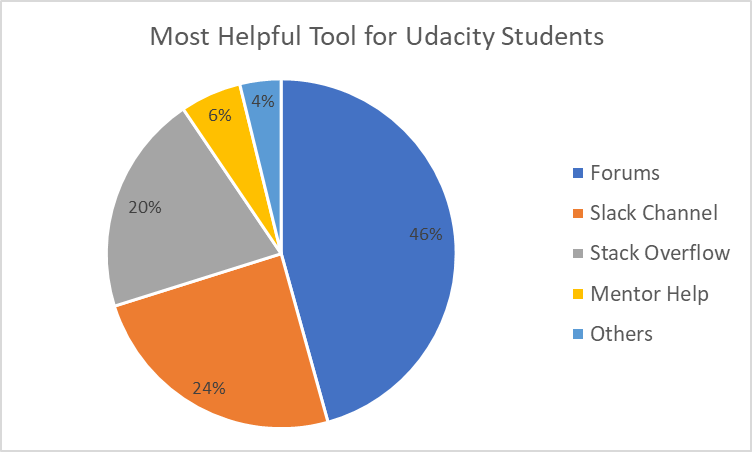 Most Helpful Tool for Udacity Students
4%
6%
20%
46%
24%
Forums
Slack Channel
Stack Overflow
Mentor Help
Others